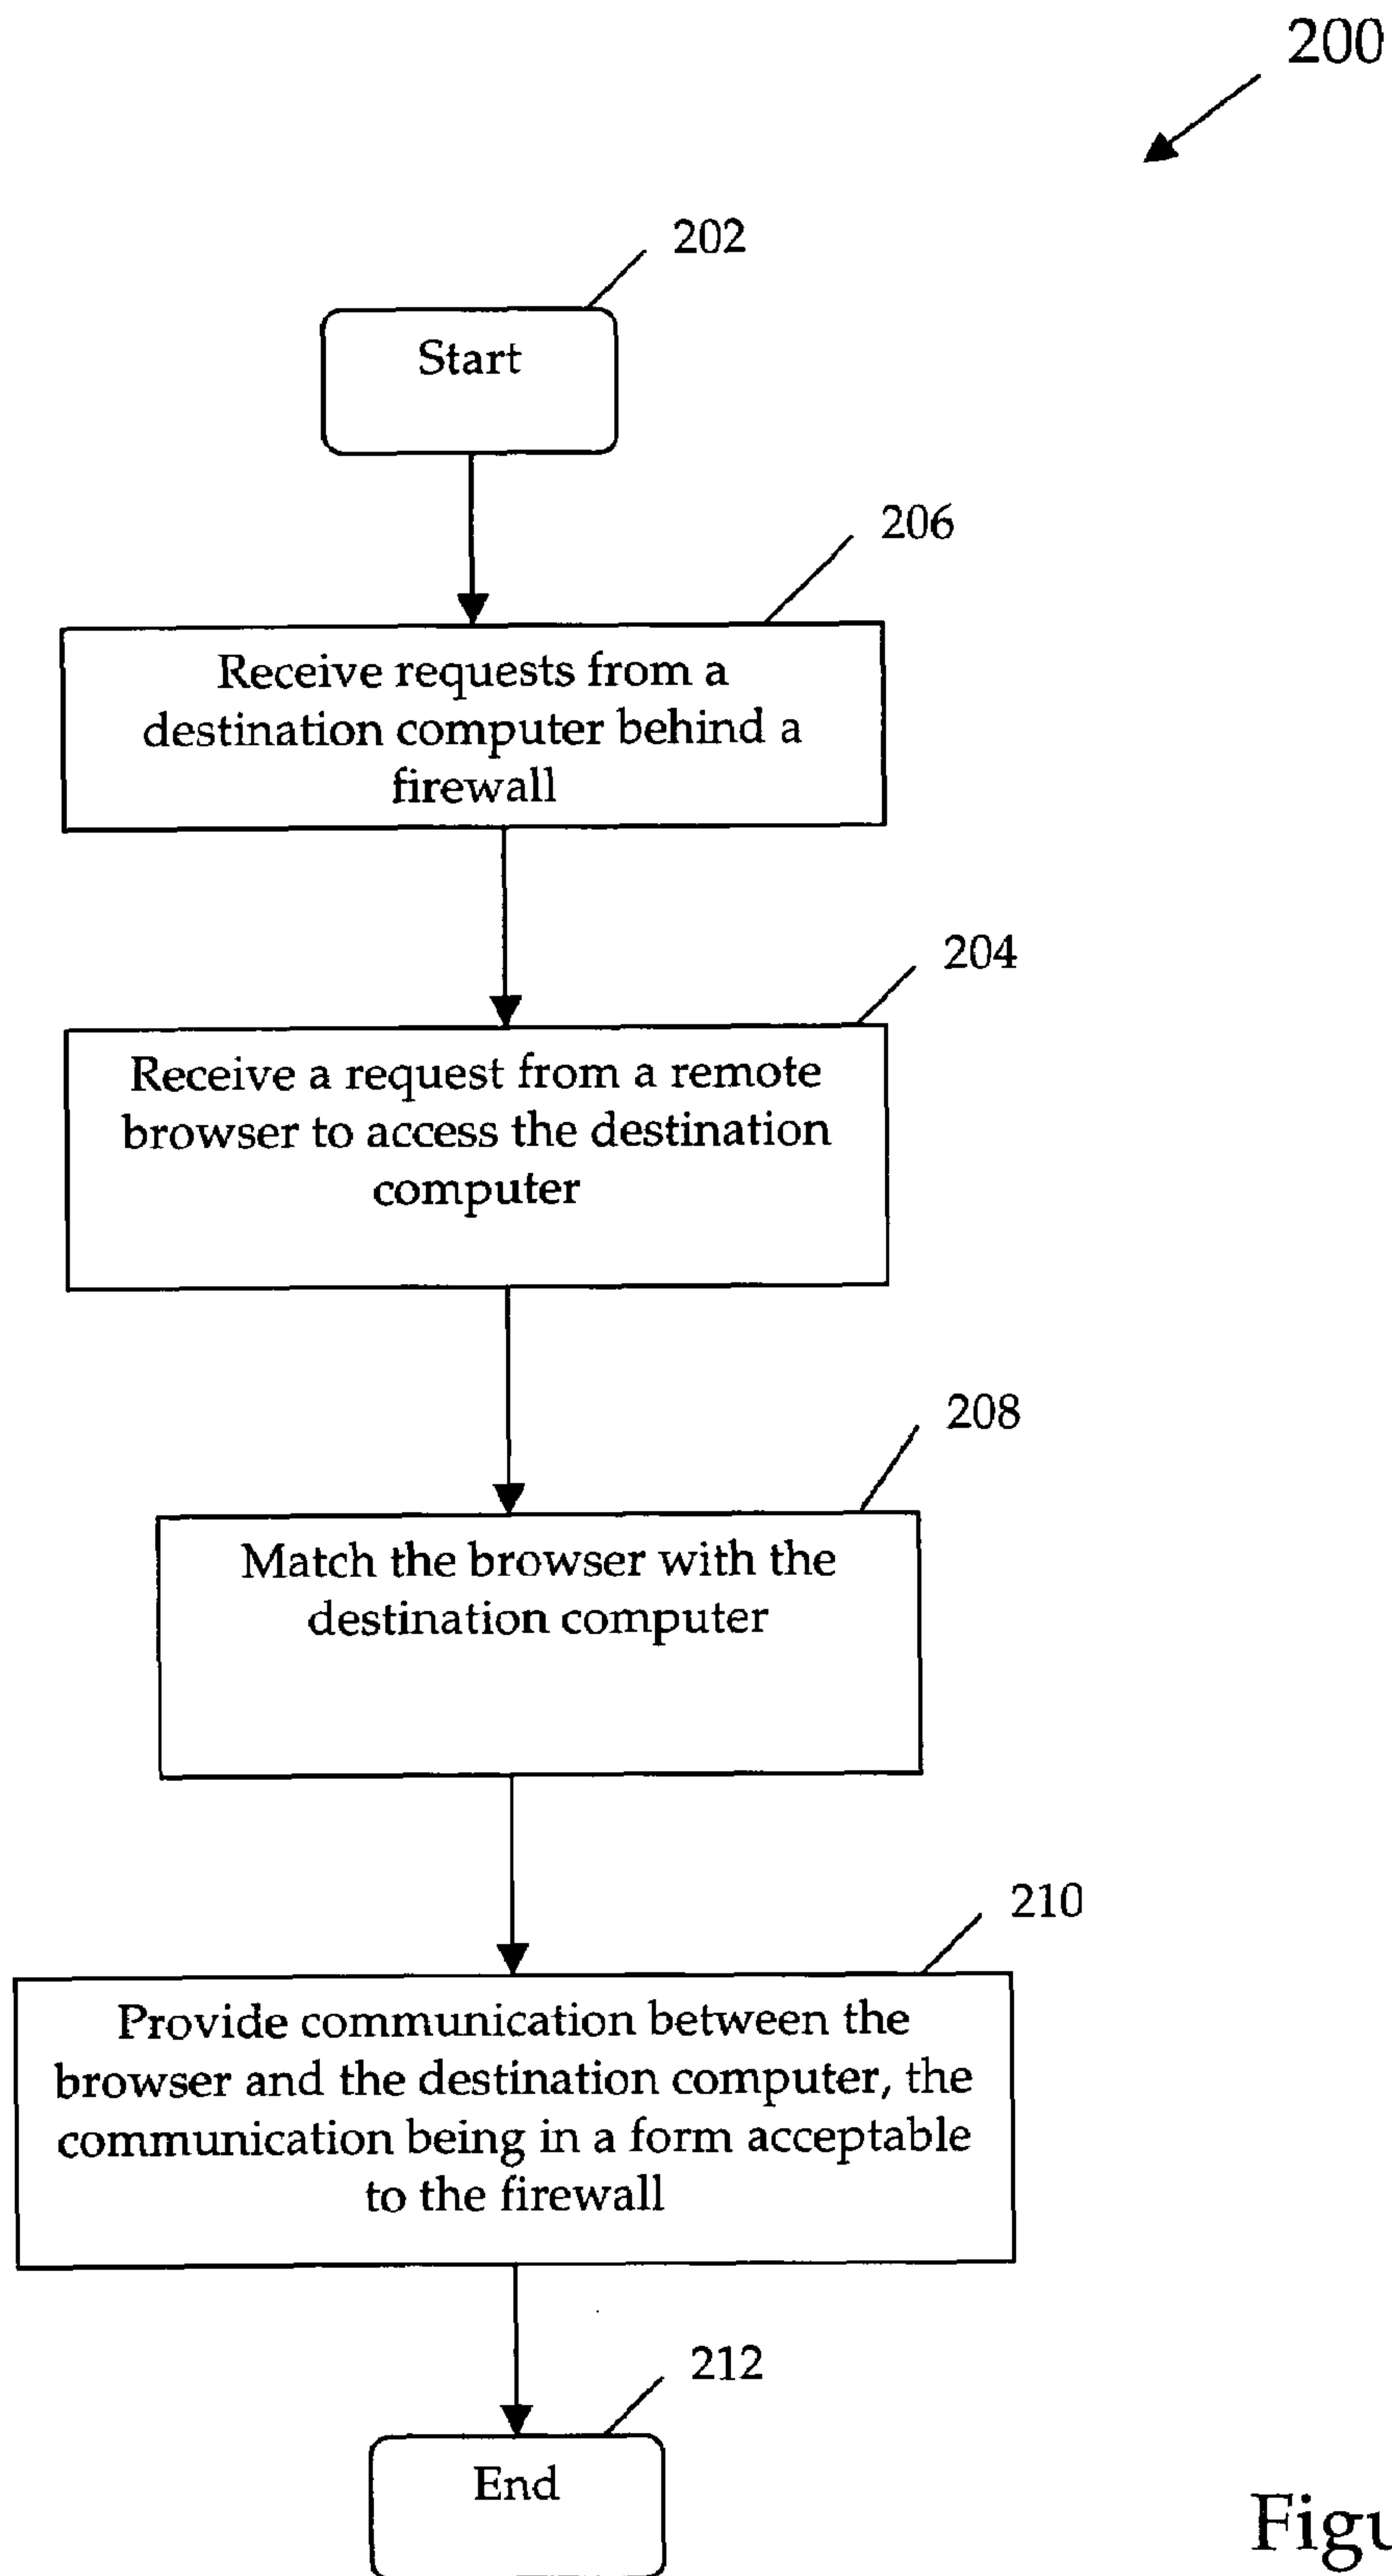 200
202
Start
206
Receive requests from a
destination computer behind a
firewall
204
Receive a request from a remote
browser to access the destination
computer
208
Match the browser with the
destination computer
210
Provide communication between the
browser and the destination computer, the
communication being in a form acceptable
to the firewall
212
End